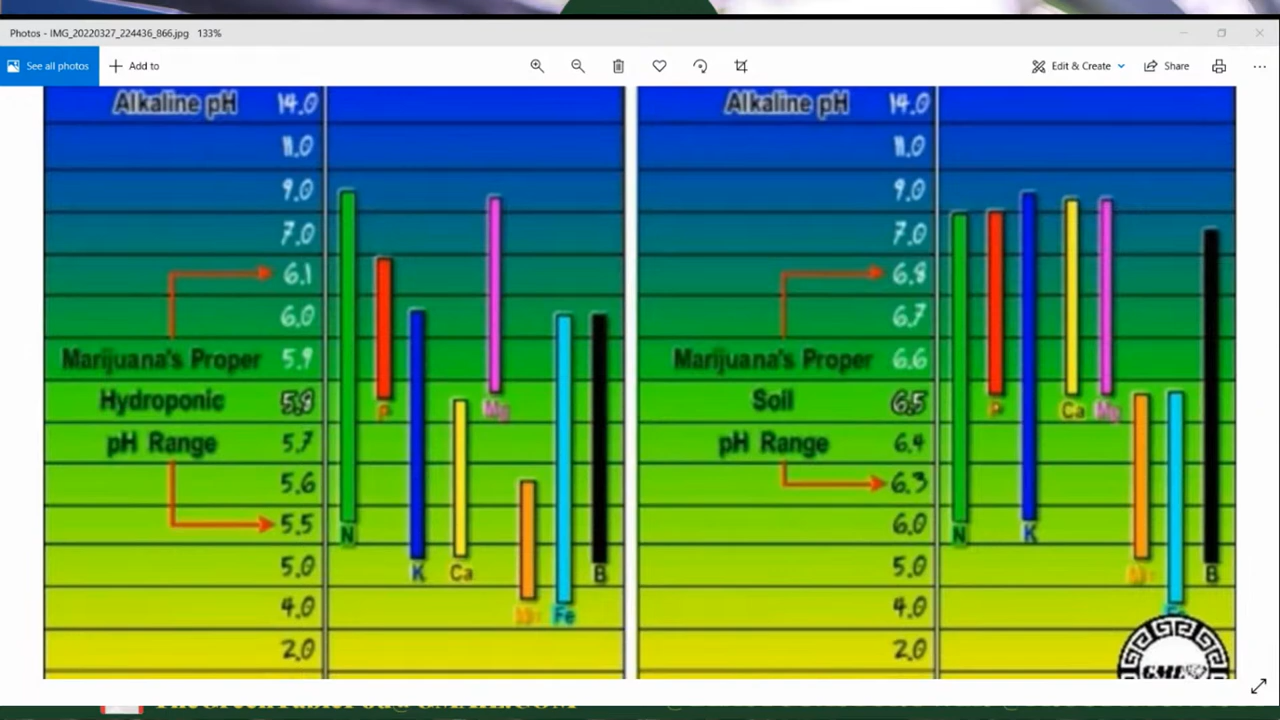 Photos - IMG_20220327_224436_866.jpg 133%
See all photos
Add to
Edit & Create
Share
Alkaline pH 14.0
11.0
9.0
7.0
6.1
6.0
Marijuana's Proper 5.9
Hydroponic 5.8
pH Range 5.7
5.6
5.5
5.0
4.0
2.0
P
Mg
N
K
Ca
B
Fe
Alkaline pH 14.0
11.0
9.0
7.0
6.8
6.7
Marijuana's Proper 6.6
Soil 6.5
pH Range 6.4
6.3
6.0
5.0
4.0
2.0
P
Ca
Mg
N
K
B